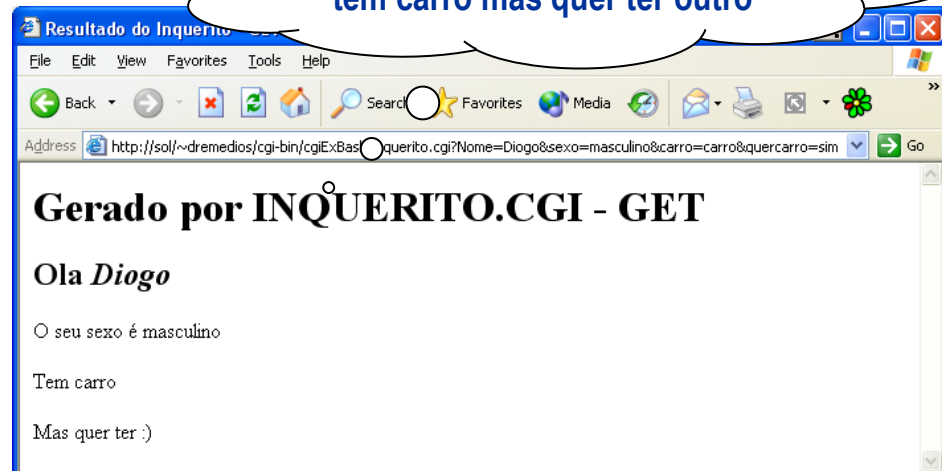 tem carro mas quer ter outro
Resultado do Inquerito
File Edit View Favorites Tools Help
Back Search Favorites Media »
Address http://sol/~dremedios/cgi-bin/cgiExBas querito.cgi?Nome=Diogo&sexo=masculino&carro=carro&quercarro=sim Go
Gerado por INQUERITO.CGI - GET
Ola Diogo
O seu sexo é masculino
Tem carro
Mas quer ter :)